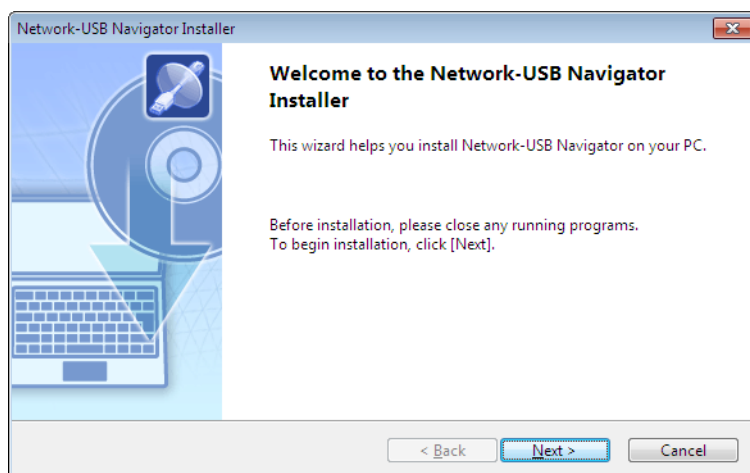 Network-USB Navigator Installer
Welcome to the Network-USB Navigator
Installer
This wizard helps you install Network-USB Navigator on your PC.
Before installation, please close any running programs.
To begin installation, click [Next].
< Back
Next >
Cancel